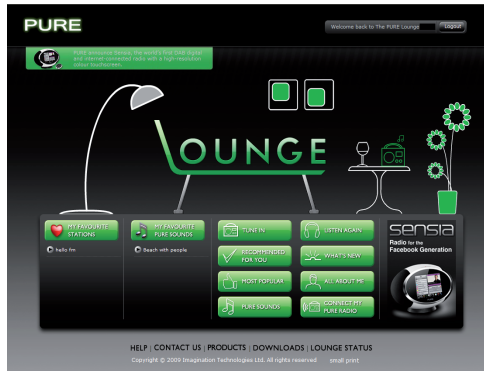 PURE
Welcome back to The PURE Lounge
Logout
PURE announce Sensia, the world's first DAB digital
and internet-connected radio with a high-resolution
colour touchscreen.
LOUNGE
MY FAVOURITE
STATIONS
hello fm
MY FAVOURITE
PURE SOUNDS
Beach with people
TUNE IN
LISTEN AGAIN
RECOMMENDED
FOR YOU
WHAT'S NEW
MOST POPULAR
ALL ABOUT ME
PURE SOUNDS
CONNECT MY
PURE RADIO
sensia
Radio for the
Facebook Generation
HELP | CONTACT US | PRODUCTS | DOWNLOADS | LOUNGE STATUS
Copyright © 2009 Imagination Technologies Ltd. All rights reserved small print